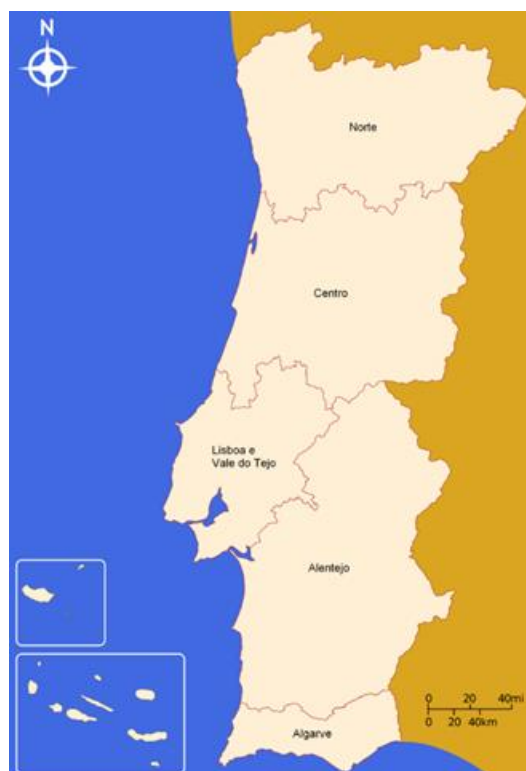 N
Norte
Centro
Lisboa e
Vale do Tejo
Alentejo
0 20 40mi
0 20 40km
Algarve